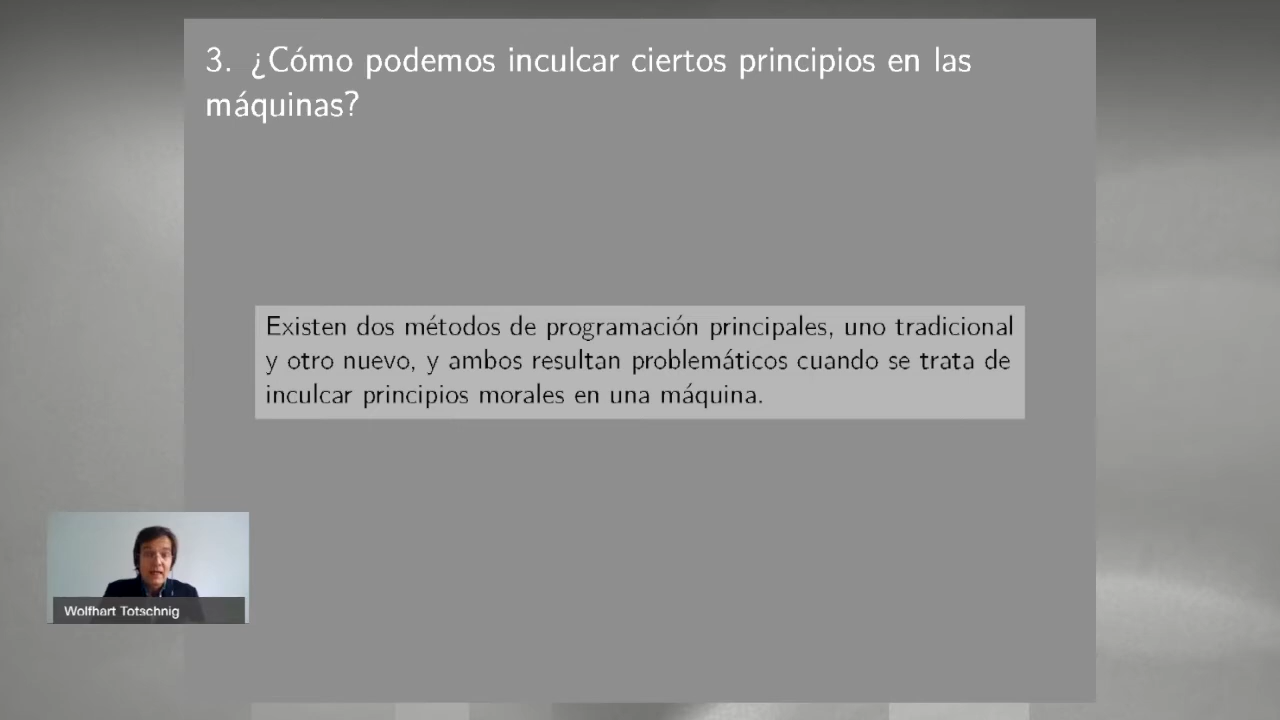 3. ¿Cómo podemos inculcar ciertos principios en las
máquinas?
Existen dos métodos de programación principales, uno tradicional
y otro nuevo, y ambos resultan problemáticos cuando se trata de
inculcar principios morales en una máquina.
Wolfhart Totschnig